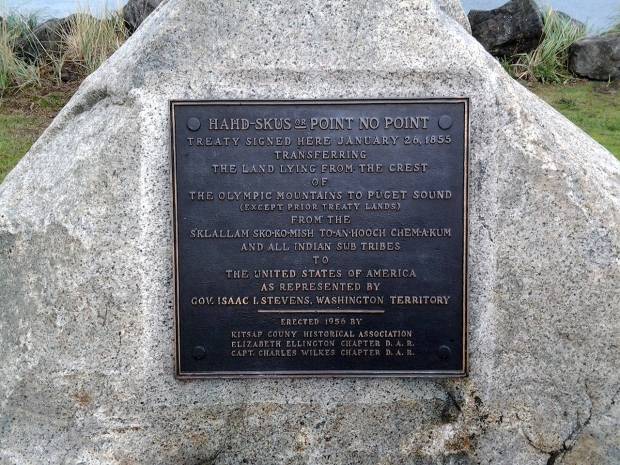 HAHD-SKUS OR POINT NO POINT
TREATY SIGNED HERE JANUARY 26, 1855
TRANSFERRING
THE LAND LYING FROM THE CREST
OF
THE OLYMPIC MOUNTAINS TO PUGET SOUND
(EXCEPT PRIOR TREATY LANDS)
FROM THE
SKLALLAM SKO-KO-MISH TO-AN-HOOCH CHEM-A-KUM
AND ALL INDIAN SUB TRIBES
TO
THE UNITED STATES OF AMERICA
AS REPRESENTED BY
GOV. ISAAC I. STEVENS, WASHINGTON TERRITORY
ERECTED 1956 BY
KITSAP COUNY HISTORICAL ASSOCIATION
ELIZABETH ELLINGTON CHAPTER D.A.R.
CAPT. CHARLES WILKES CHAPTER D.A.R.